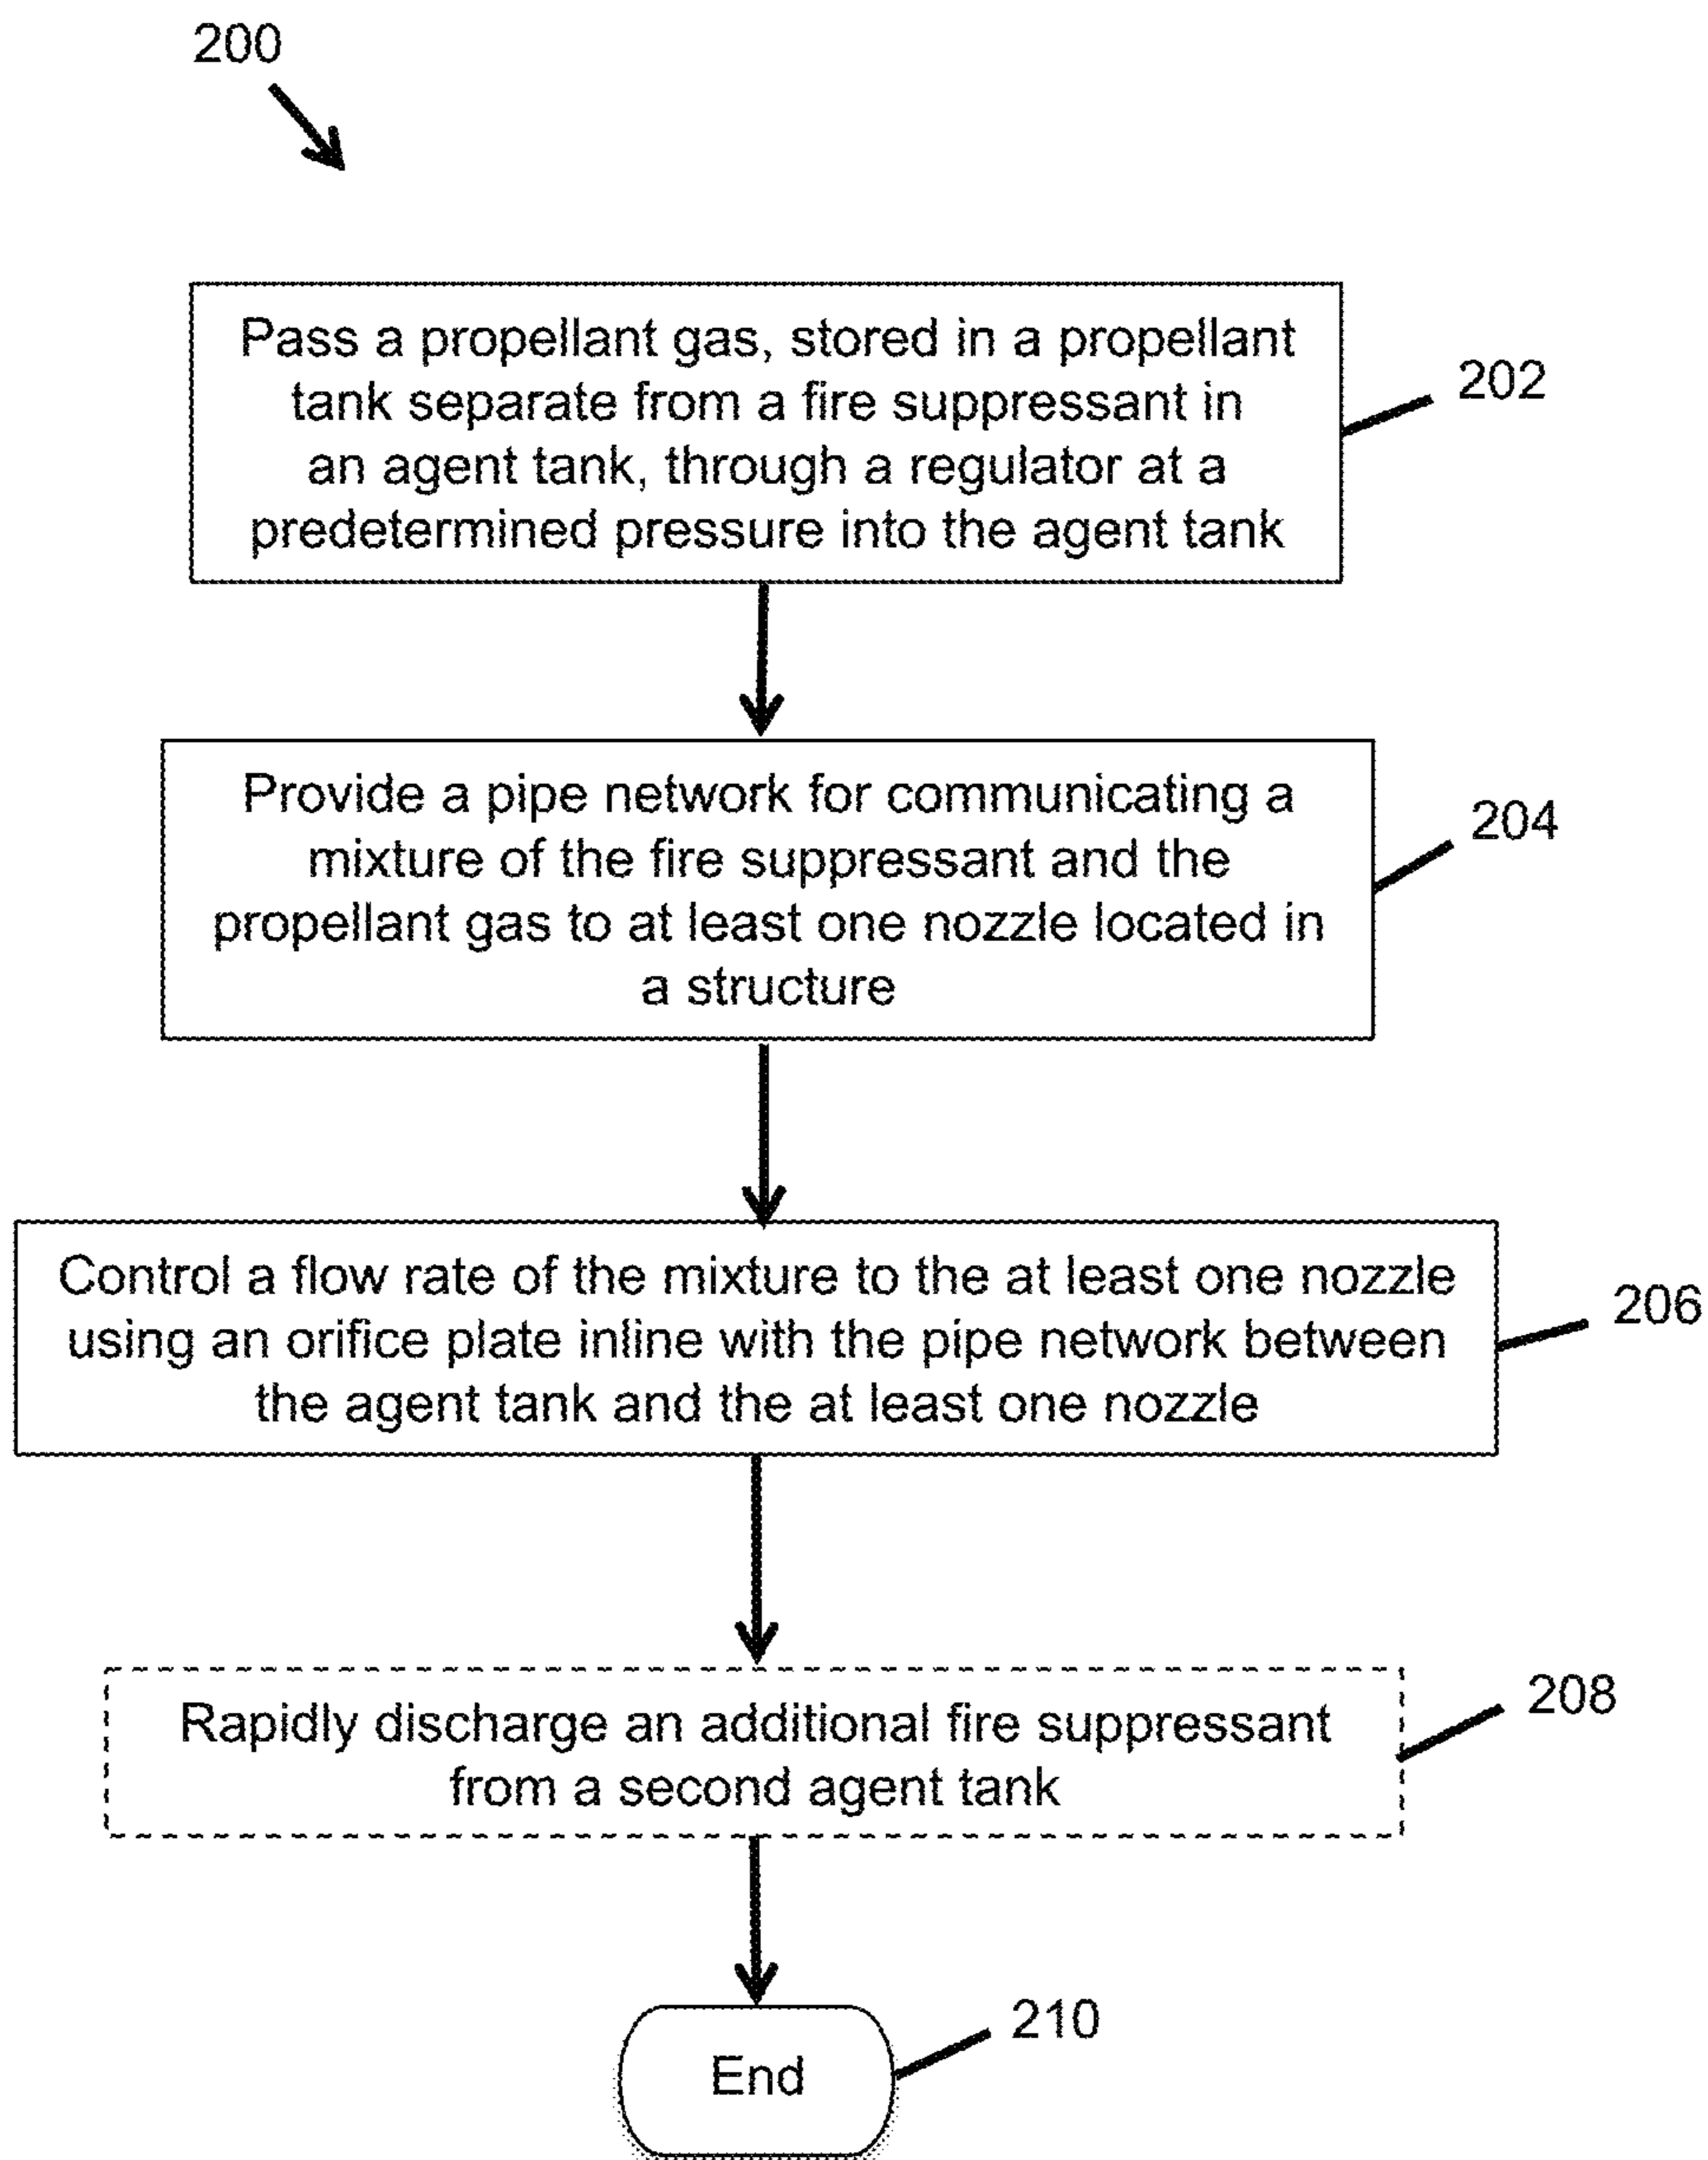 200
Pass a propellant gas, stored in a propellant
tank separate from a fire suppressant in
an agent tank, through a regulator at a
predetermined pressure into the agent tank
202
Provide a pipe network for communicating a
mixture of the fire suppressant and the
propellant gas to at least one nozzle located in
a structure
204
Control a flow rate of the mixture to the at least one nozzle
using an orifice plate inline with the pipe network between
the agent tank and the at least one nozzle
206
Rapidly discharge an additional fire suppressant
from a second agent tank
208
End
210